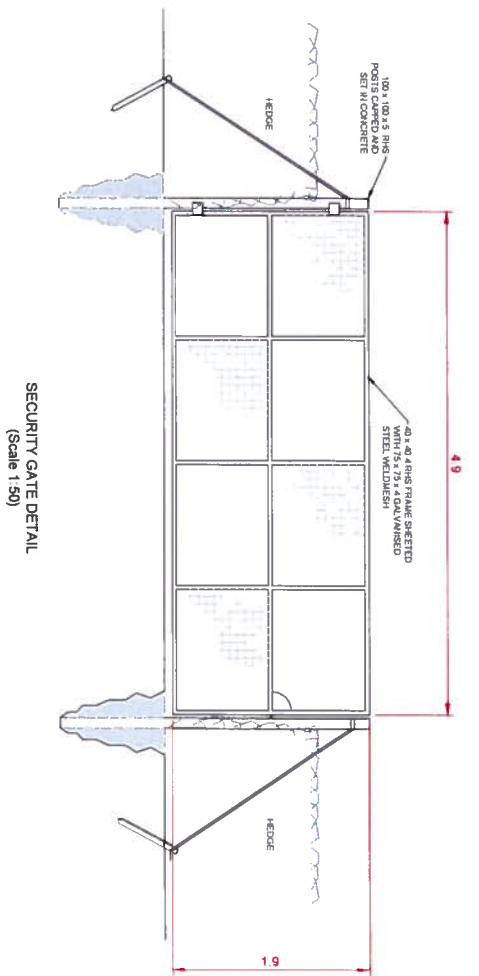 100 x 100 x 5 RHS
POSTS CAPPED AND
SET IN CONCRETE
HEDGE
4.9
40 x 40.4 RHS FRAME SHEETED
WITH 75 x 75 x 4 GALVANISED
STEEL WELDMESH
HEDGE
1.9
SECURITY GATE DETAIL
(Scale 1:50)